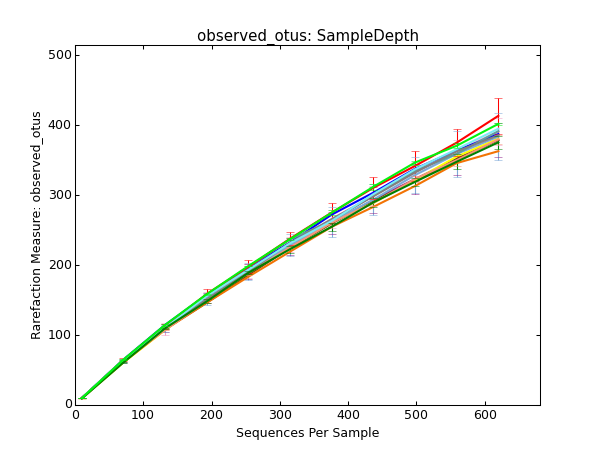 observed_otus: SampleDepth
500
400
300
200
100
0
Rarefaction Measure: observed_otus
0 100 200 300 400 500 600
Sequences Per Sample